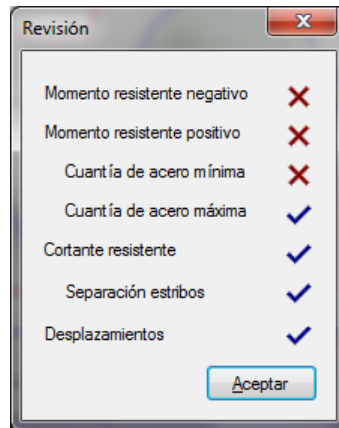 Revisión
Momento resistente negativo
Momento resistente positivo
Cuantía de acero mínima
Cuantía de acero máxima
Cortante resistente
Separación estribos
Desplazamientos
Aceptar